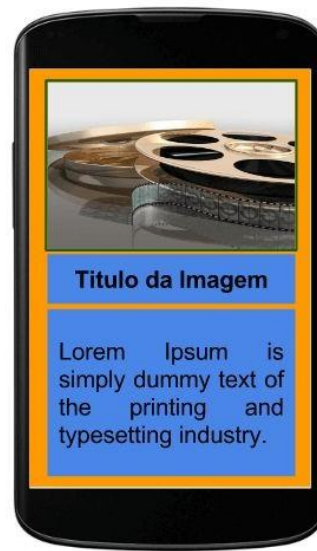 Titulo da Imagem
Lorem Ipsum is
simply dummy text of
the printing and
typesetting industry.